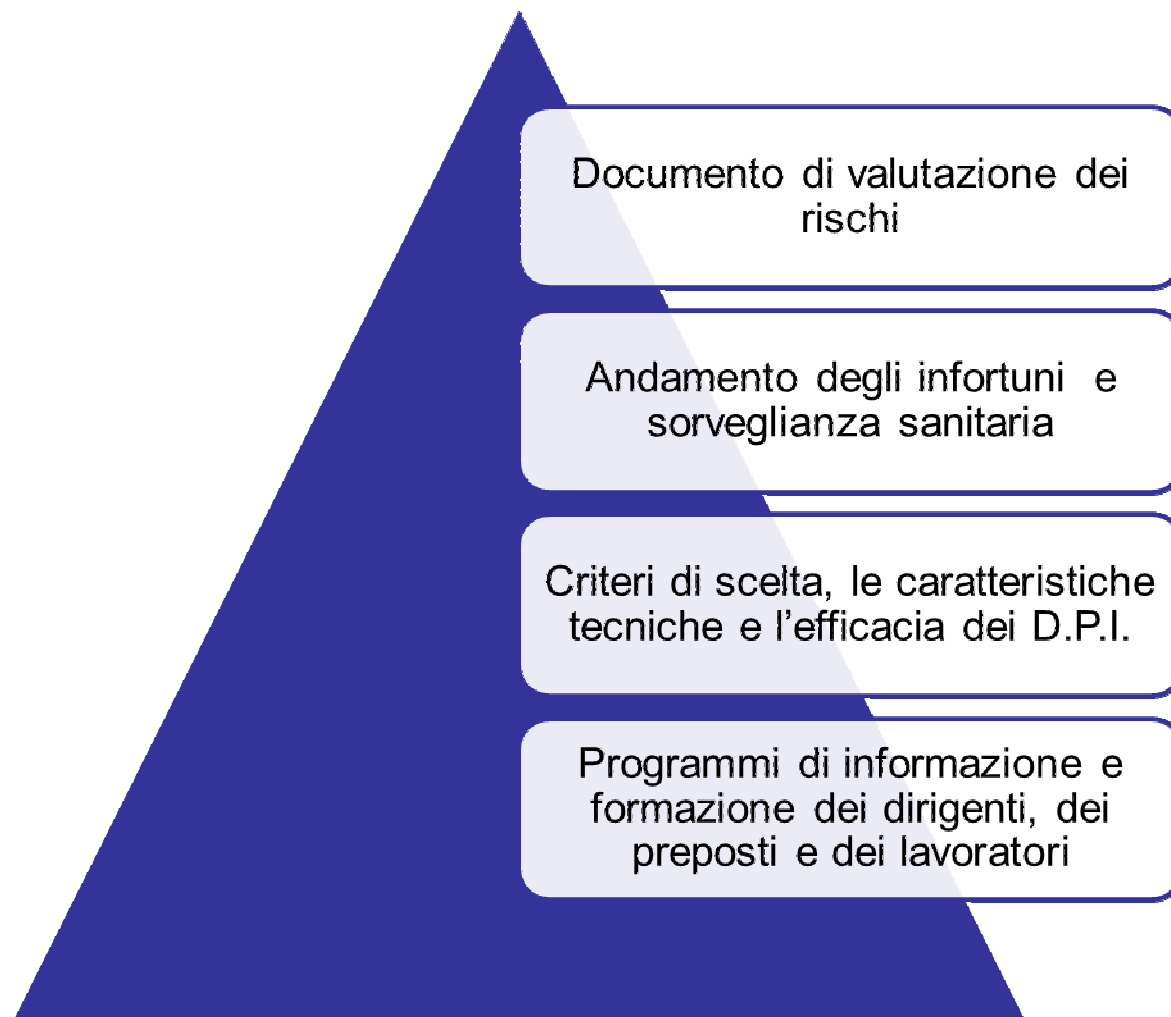 Documento di valutazione dei
rischi
Andamento degli infortuni e
sorveglianza sanitaria
Criteri di scelta, le caratteristiche
tecniche e l’efficacia dei D.P.I.
Programmi di informazione e
formazione dei dirigenti, dei
preposti e dei lavoratori